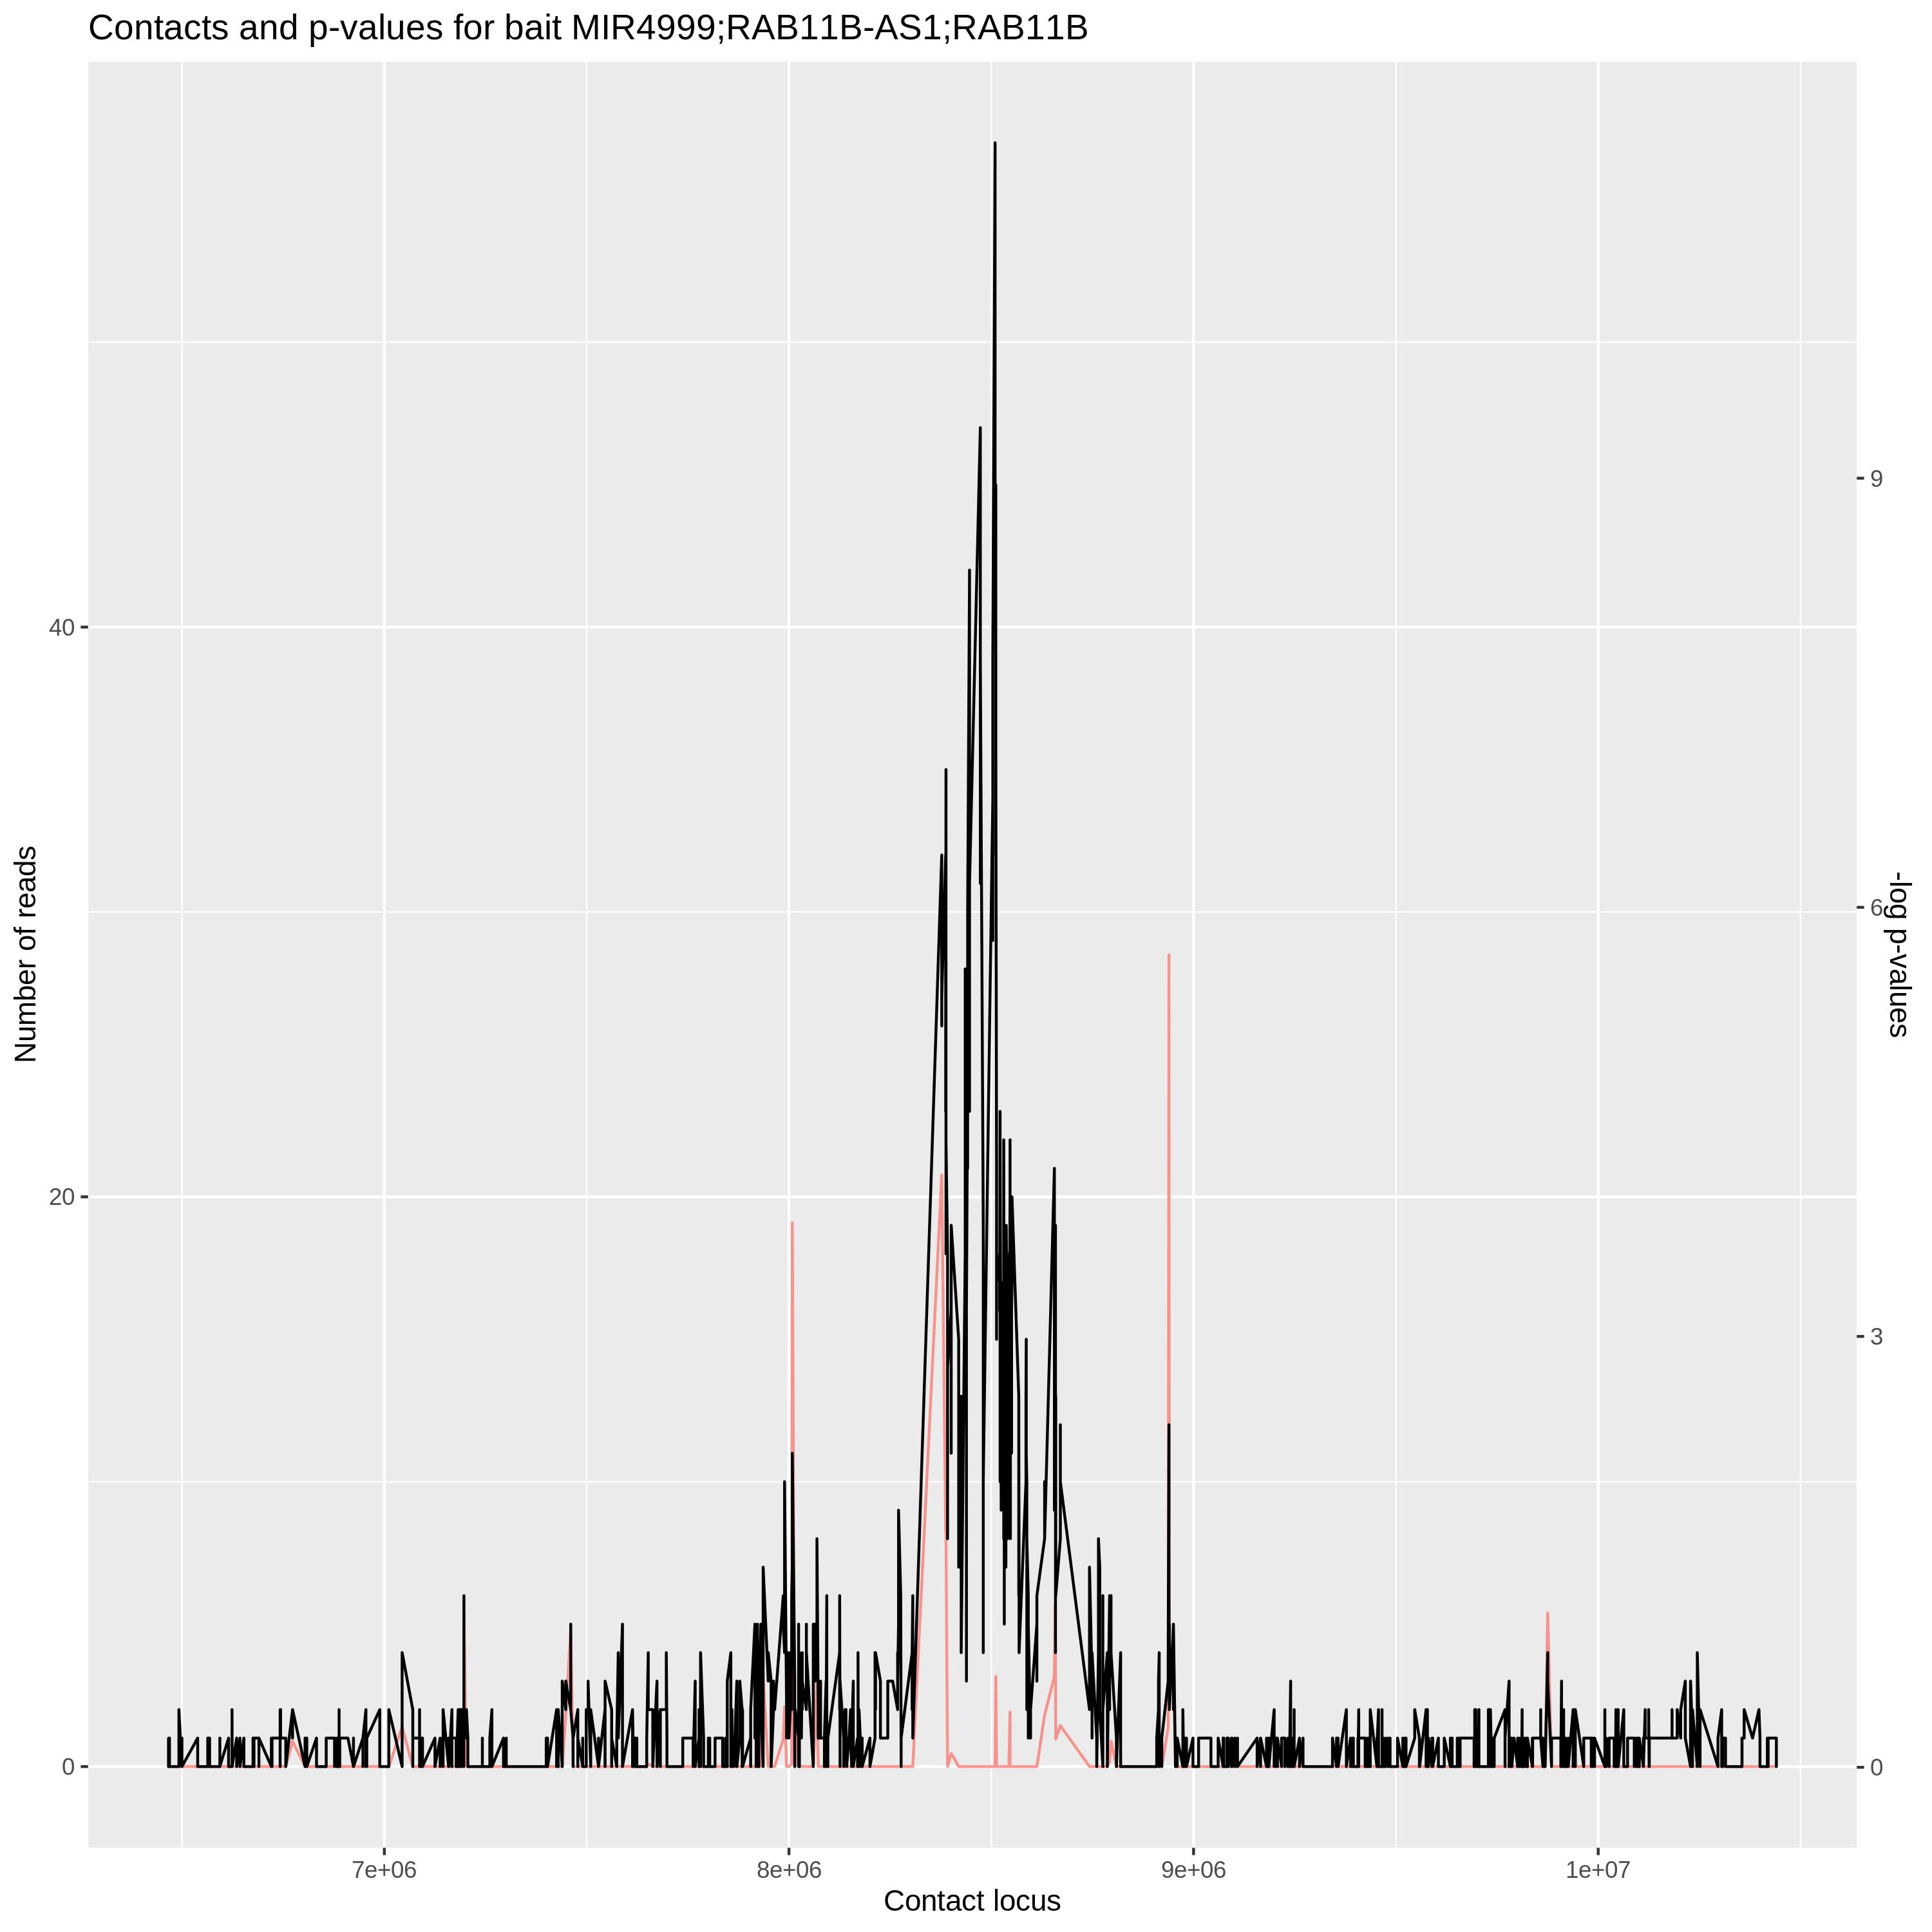 Contacts and p-values for bait MIR4999;RAB11B-AS1;RAB11B
Number of reads
40
20
0
9
6
3
0
-log p-values
7e+06
8e+06
9e+06
1e+07
Contact locus